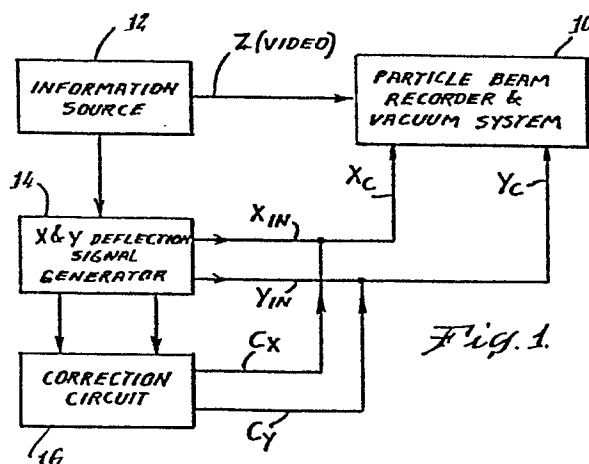 12
Z(VIDEO)
10
INFORMATION
SOURCE
PARTICLE BEAM
RECORDER &
VACUUM SYSTEM
14
XC
YC
X&Y DEFLECTION
SIGNAL
GENERATOR
XIN
YIN
Fig. 1.
CORRECTION
CIRCUIT
CX
CY
16